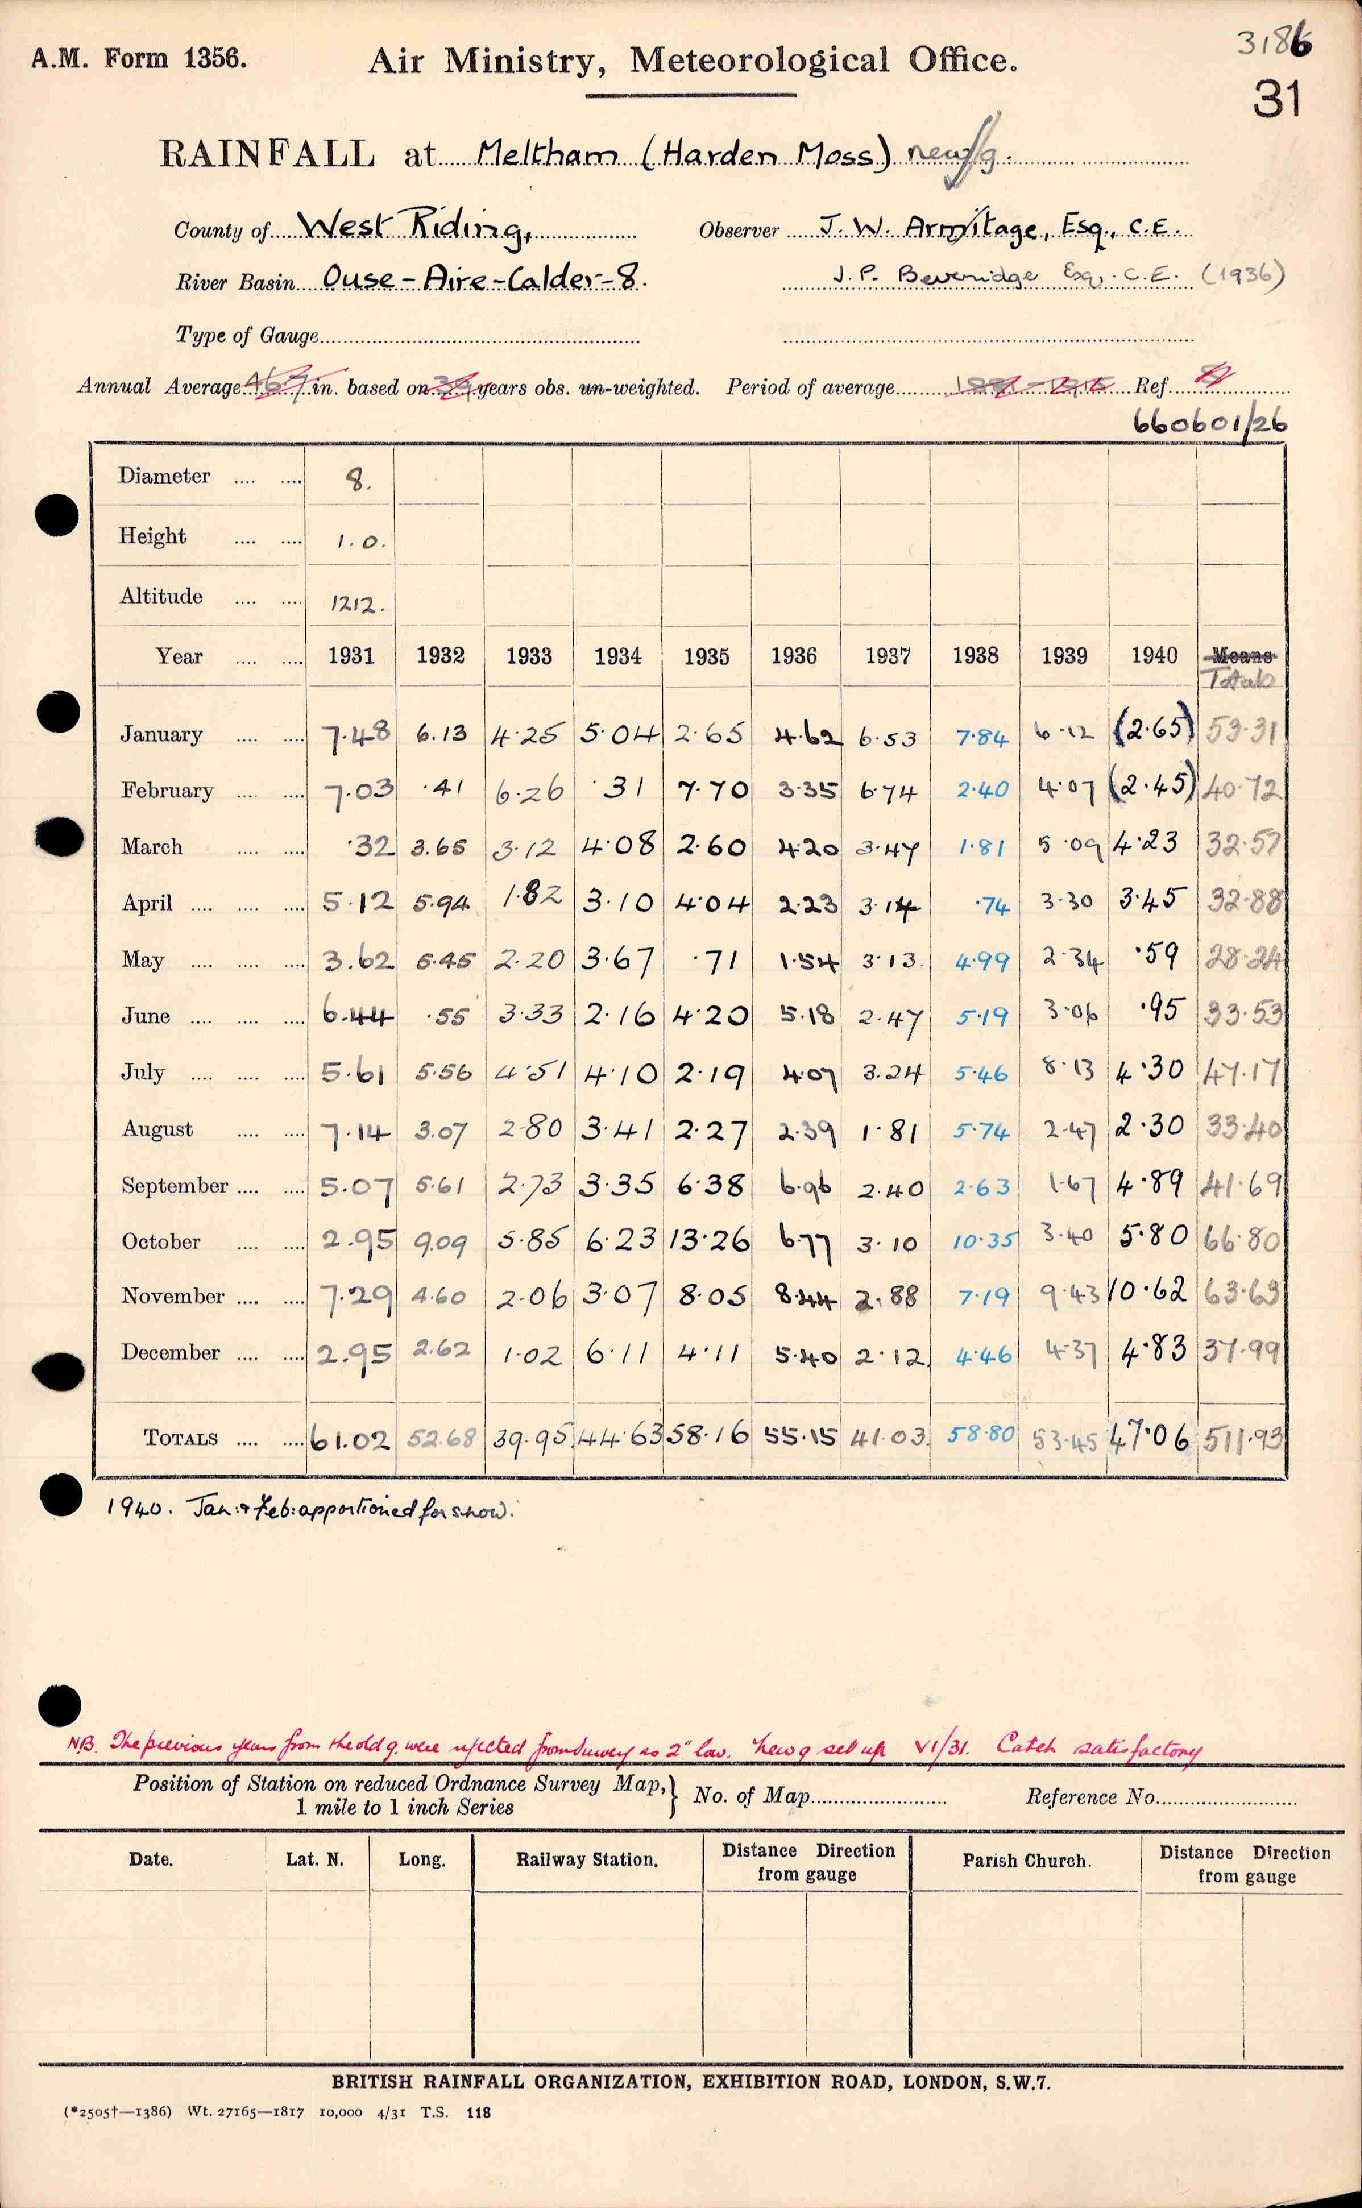 3186
A.M. Form 1356.
Air Ministry, Meteorological Office.
31
RAINFALL at Meltham (Harden Moss) new g.
County of West Riding,
Observer J. W. Armitage, Esq., C.E.
River Basin Ouse-Aire-Calder-8.
J. P. Beveridge Esq. C.E. (1936)
Type of Gauge
Annual Average 46.7 in. based on 39 years obs. un-weighted. Period of average 1881-1915 Ref.
660601/26
Diameter 8.
Height 1.0.
Altitude 1212.
Year 1931 1932 1933 1934 1935 1936 1937 1938 1939 1940 Means Totals
January 7.48 6.13 4.25 5.04 2.65 4.62 6.53 7.84 6.12 (2.65) 53.31
February 7.03 .41 6.26 .31 7.70 3.35 6.74 2.40 4.07 (2.45) 40.72
March .32 3.65 3.12 4.08 2.60 4.20 3.47 1.81 5.09 4.23 32.57
April 5.12 5.94 1.82 3.10 4.04 2.23 3.14 .74 3.30 3.45 32.88
May 3.62 5.45 2.20 3.67 .71 1.54 3.13 4.99 2.34 .59 28.24
June 6.44 .55 3.33 2.16 4.20 5.18 2.47 5.19 3.06 .95 33.53
July 5.61 5.56 4.51 4.10 2.19 4.07 3.24 5.46 8.13 4.30 47.17
August 7.14 3.07 2.80 3.41 2.27 2.39 1.81 5.74 2.47 2.30 33.40
September 5.07 5.61 2.73 3.35 6.38 6.96 2.40 2.63 1.67 4.89 41.69
October 2.95 9.09 5.85 6.23 13.26 6.77 3.10 10.35 3.40 5.80 66.80
November 7.29 4.60 2.06 3.07 8.05 8.44 2.88 7.19 9.43 10.62 63.63
December 2.95 2.62 1.02 6.11 4.11 5.40 2.12 4.46 4.37 4.83 37.99
TOTALS 61.02 52.68 39.95 44.63 58.16 55.15 41.03 58.80 53.45 47.06 511.93
1940. Jan: & Feb: apportioned for snow.
N.B. The previous years from the old g. were rejected from Survey as 2" low. New g set up VI/31. Catch satisfactory
Position of Station on reduced Ordnance Survey Map, 1 mile to 1 inch Series } No. of Map Reference No.
Date. Lat. N. Long. Railway Station. Distance Direction from gauge Parish Church. Distance Direction from gauge
BRITISH RAINFALL ORGANIZATION, EXHIBITION ROAD, LONDON, S.W.7.
(*2505†—1386) Wt. 27165—1817 10,000 4/31 T.S. 118